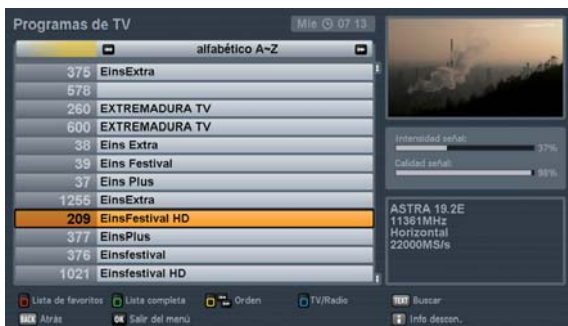 Programas de TV
Mie 07 13
alfabético A~Z
375 EinsExtra
578
260 EXTREMADURA TV
600 EXTREMADURA TV
38 Eins Extra
39 Eins Festival
37 Eins Plus
1255 EinsExtra
209 EinsFestival HD
377 EinsPlus
376 Einsfestival
1021 Einsfestival HD
Intensidad señal:
37%
Calidad señal:
98%
ASTRA 19.2E
11361MHz
Horizontal
22000MS/s
Lista de favoritos Lista completa Orden TV/Radio TEXT Buscar
BACK Atrás OK Salir del menú i Info descon.